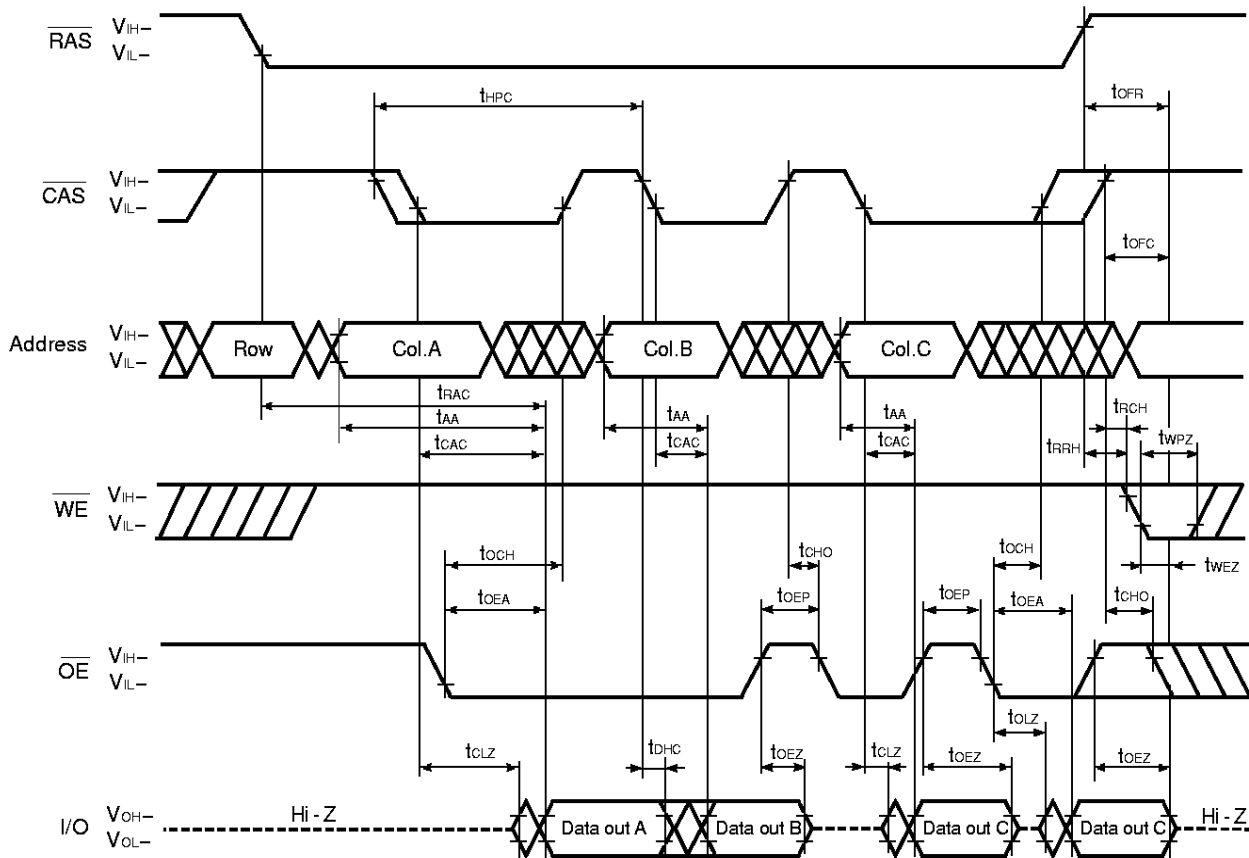 RAS VIH–
VIL–
tHPC tOFR
CAS VIH–
VIL–
tOFC
Address VIH–
VIL–
Row Col.A Col.B Col.C
tRAC
tAA tAA tAA
tCAC tCAC tCAC
tRCH
tRRH tWPZ
WE VIH–
VIL–
tWEZ
tOCH tCHO tOCH
tOEA tOEP tOEP tOEA tCHO
OE VIH–
VIL–
tOLZ
tCLZ tDHC tOEZ tCLZ tOEZ tOEZ
I/O VOH–
VOL–
Hi - Z Data out A Data out B Data out C Data out C Hi - Z